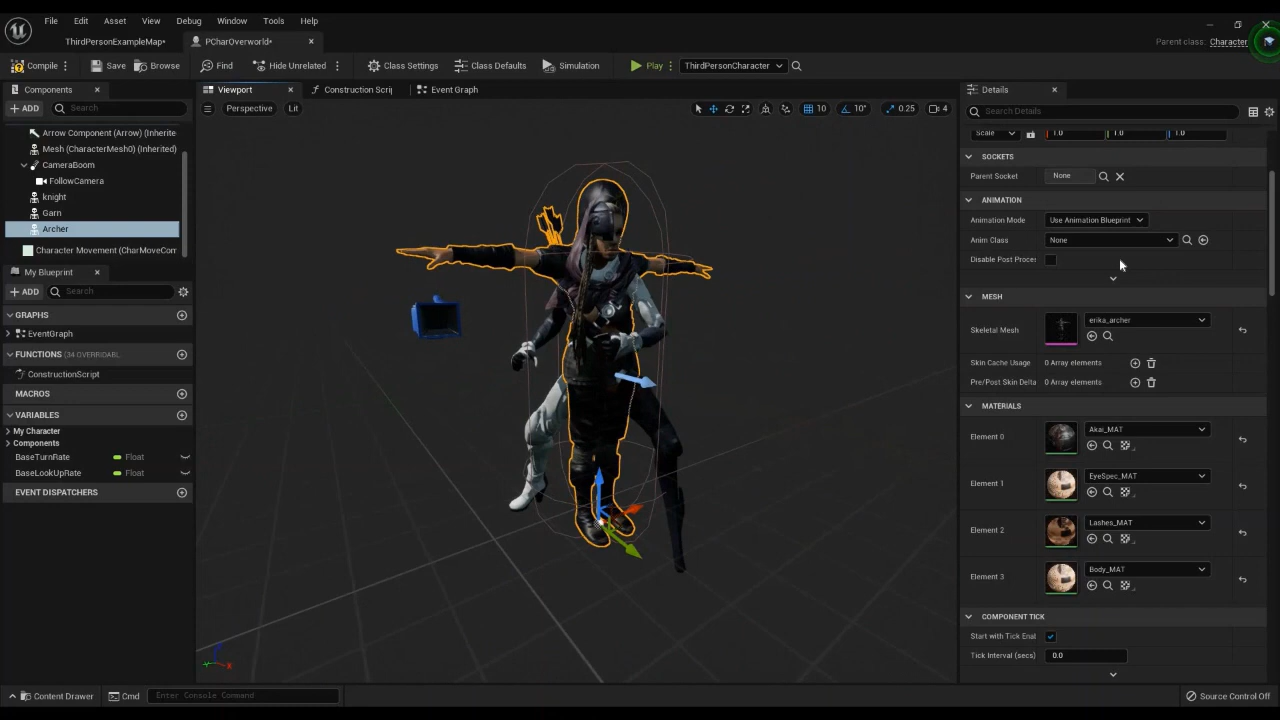 File Edit Asset View Debug Window Tools Help
ThirdPersonExampleMap* PCharOverworld* Parent class: Character
Compile Save Browse Find Hide Unrelated Class Settings Class Defaults Simulation Play ThirdPersonCharacter
Components
ADD Search
Arrow Component (Arrow) (Inherite
Mesh (CharacterMesh0) (Inherited)
CameraBoom
FollowCamera
knight
Garn
Archer
Character Movement (CharMoveCom
My Blueprint
ADD Search
GRAPHS
EventGraph
FUNCTIONS (34 OVERRIDABL
ConstructionScript
MACROS
VARIABLES
My Character
Components
BaseTurnRate Float
BaseLookUpRate Float
EVENT DISPATCHERS
Viewport Construction Scrip Event Graph
Perspective Lit 10 10° 0.25 4
Z
X
Details
Search Details
Scale 1.0 1.0 1.0
SOCKETS
Parent Socket None
ANIMATION
Animation Mode Use Animation Blueprint
Anim Class None
Disable Post Proces
MESH
Skeletal Mesh erika_archer
Skin Cache Usage 0 Array elements
Pre/Post Skin Delta 0 Array elements
MATERIALS
Element 0 Akai_MAT
Element 1 EyeSpec_MAT
Element 2 Lashes_MAT
Element 3 Body_MAT
COMPONENT TICK
Start with Tick Enal
Tick Interval (secs) 0.0
Content Drawer Cmd Enter Console Command Source Control Off